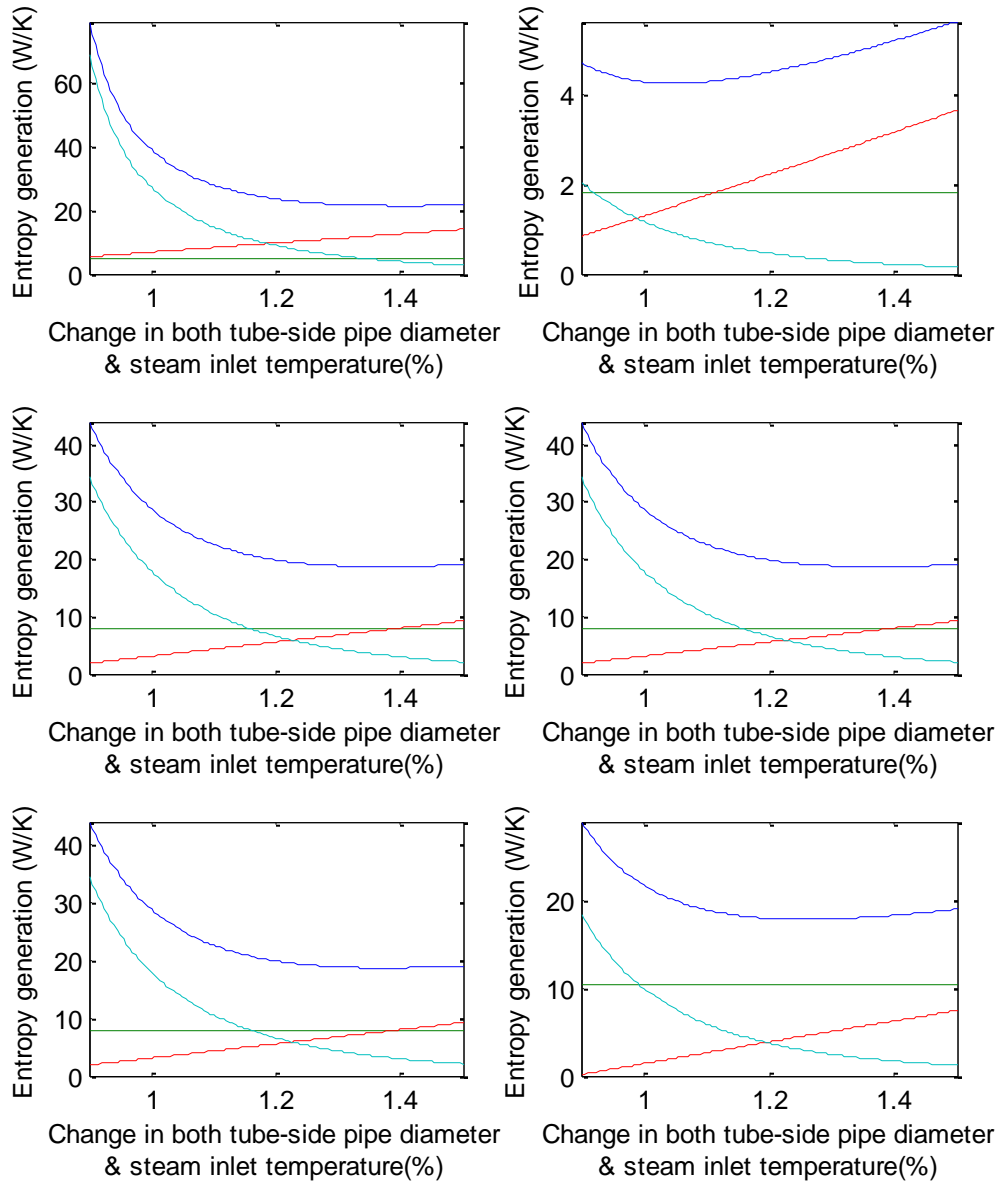 Entropy generation (W/K)
60
40
20
0
1
1.2
1.4
Change in both tube-side pipe diameter
& steam inlet temperature(%)
Entropy generation (W/K)
4
2
0
1
1.2
1.4
Change in both tube-side pipe diameter
& steam inlet temperature(%)
Entropy generation (W/K)
40
30
20
10
0
1
1.2
1.4
Change in both tube-side pipe diameter
& steam inlet temperature(%)
Entropy generation (W/K)
40
30
20
10
0
1
1.2
1.4
Change in both tube-side pipe diameter
& steam inlet temperature(%)
Entropy generation (W/K)
40
30
20
10
0
1
1.2
1.4
Change in both tube-side pipe diameter
& steam inlet temperature(%)
Entropy generation (W/K)
20
10
0
1
1.2
1.4
Change in both tube-side pipe diameter
& steam inlet temperature(%)